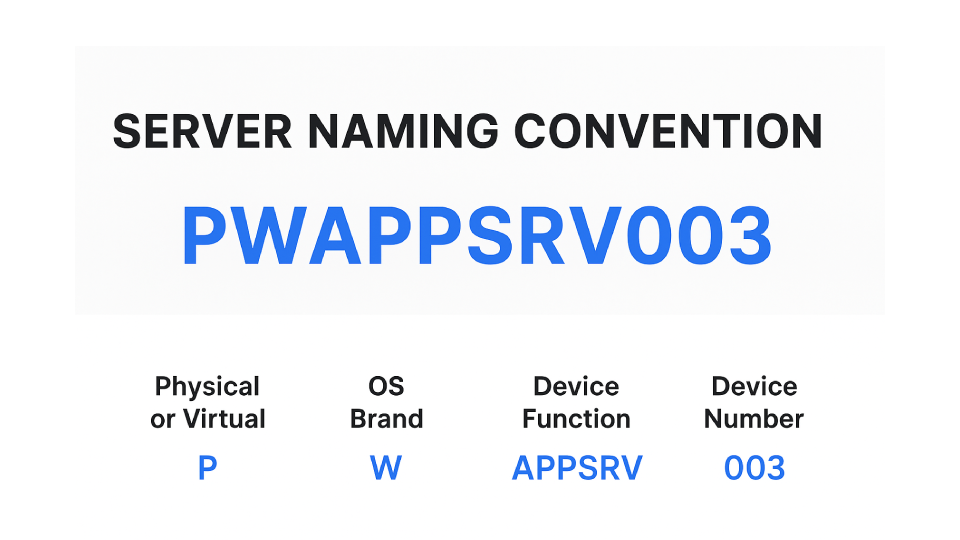 SERVER NAMING CONVENTION
PWAPPSRV003
Physical
or Virtual
P
OS
Brand
W
Device
Function
APPSRV
Device
Number
003